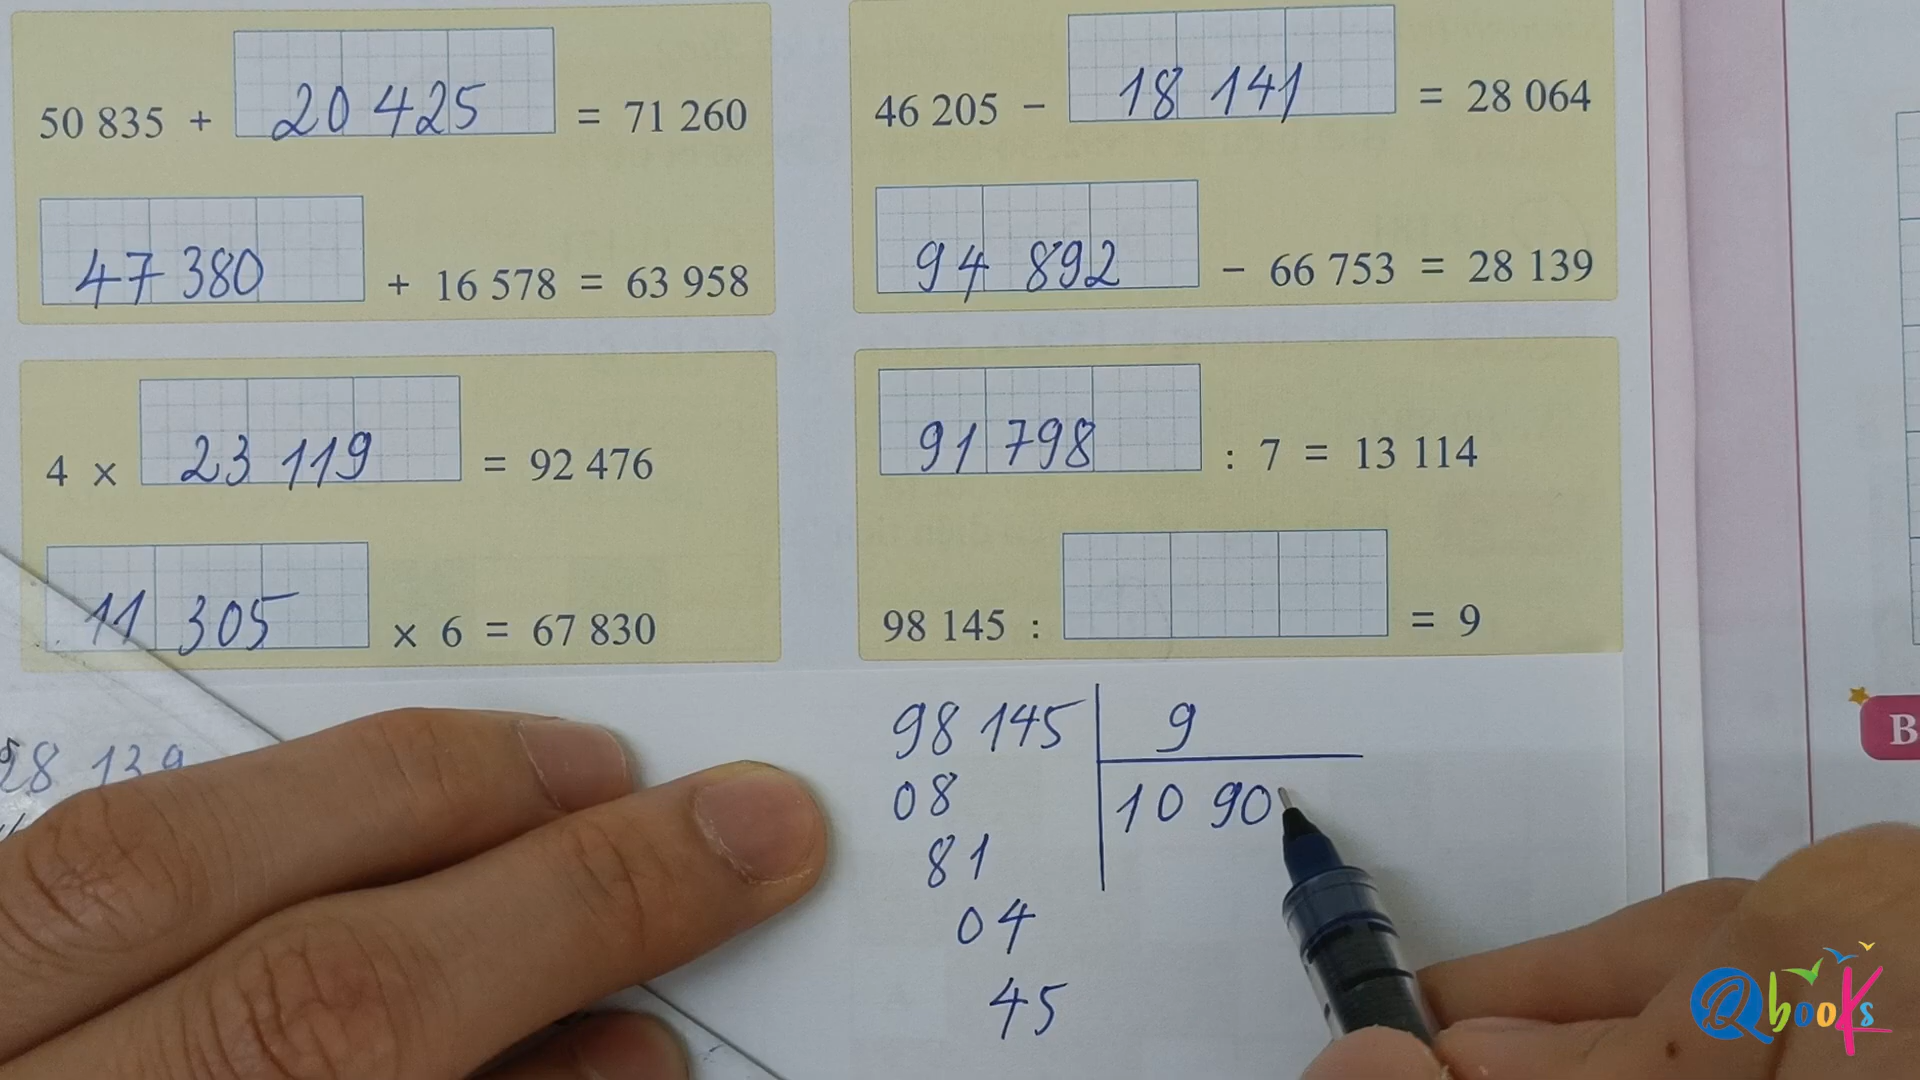 50 835 + 20 425 = 71 260
47 380 + 16 578 = 63 958
46 205 − 18 141 = 28 064
94 892 − 66 753 = 28 139
4 × 23 119 = 92 476
11 305 × 6 = 67 830
91 798 : 7 = 13 114
98 145 : = 9
98 145 9
08 10 90
81
04
45
28 139
B
Qbooks